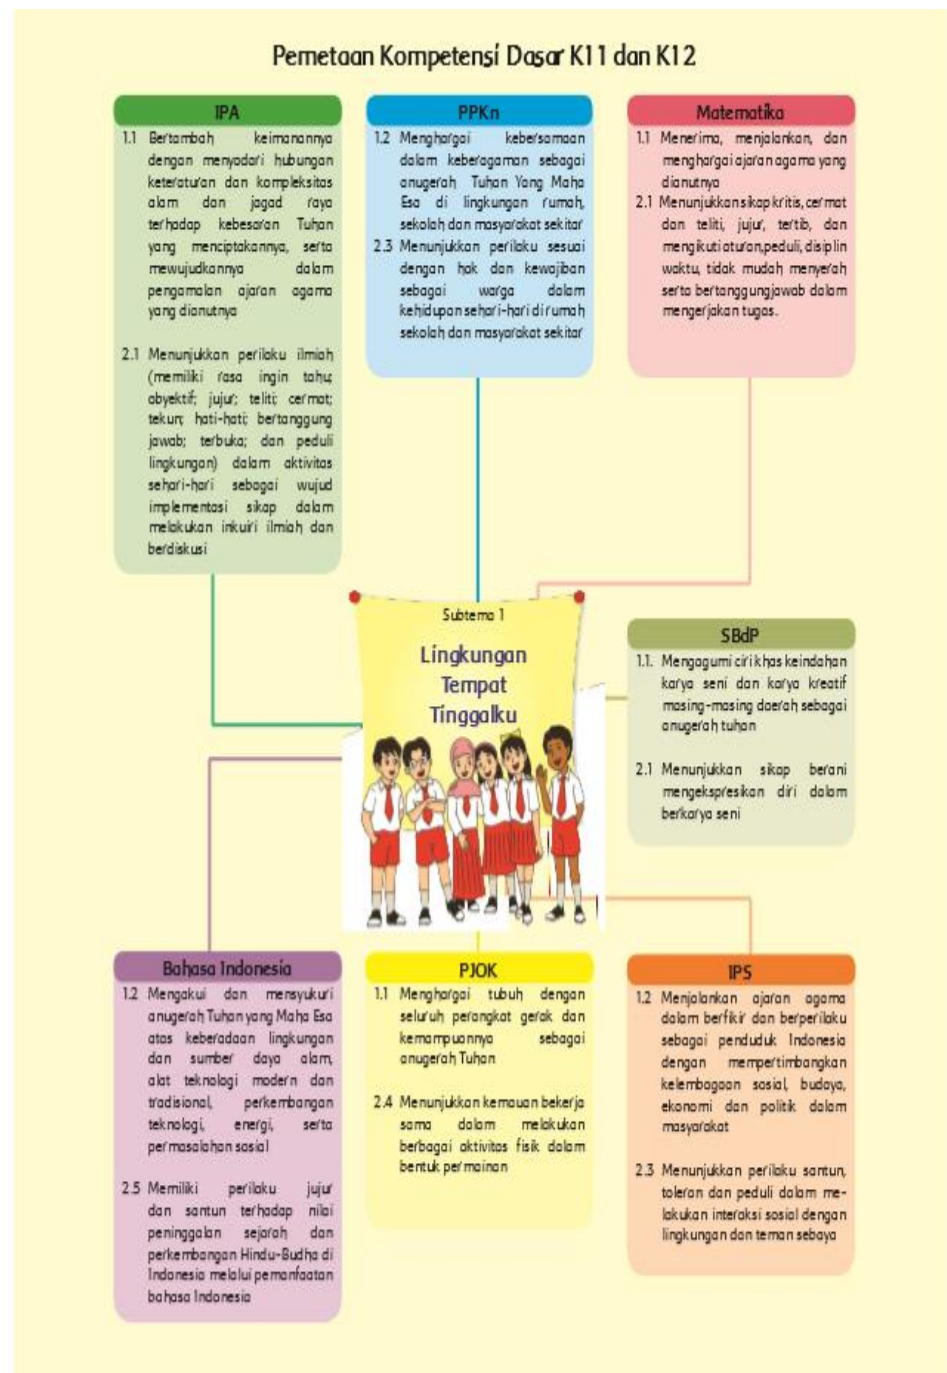 Pemetaan Kompetensi Dasar K11 dan K12
IPA
1.1 Bertambah keimanannya
dengan menyadari hubungan
keteraturan dan kompleksitas
alam dan jagad raya
terhadap kebesaran Tuhan
yang menciptakannya, serta
mewujudkannya dalam
pengamalan ajaran agama
yang dianutnya
2.1 Menunjukkan perilaku ilmiah
(memiliki rasa ingin tahu;
obyektif; jujur; teliti; cermat;
tekun; hati-hati; bertanggung
jawab; terbuka; dan peduli
lingkungan) dalam aktivitas
sehari-hari sebagai wujud
implementasi sikap dalam
melakukan inkuiri ilmiah dan
berdiskusi
PPKn
1.2 Menghargai kebersamaan
dalam keberagaman sebagai
anugerah Tuhan Yang Maha
Esa di lingkungan rumah,
sekolah dan masyarakat sekitar
2.3 Menunjukkan perilaku sesuai
dengan hak dan kewajiban
sebagai warga dalam
kehidupan sehari-hari di rumah
sekolah dan masyarakat sekitar
Matematika
1.1 Menerima, menjalankan, dan
menghargai ajaran agama yang
dianutnya
2.1 Menunjukkan sikap kritis, cermat
dan teliti, jujur, tertib, dan
mengikuti aturan,peduli, disiplin
waktu, tidak mudah menyerah
serta bertanggungjawab dalam
mengerjakan tugas.
Subtema 1
Lingkungan
Tempat
Tinggalku
SBdP
1.1. Mengagumi ciri khas keindahan
karya seni dan karya kreatif
masing-masing daerah sebagai
anugerah tuhan
2.1 Menunjukkan sikap berani
mengekspresikan diri dalam
berkarya seni
Bahasa Indonesia
1.2 Mengakui dan mensyukuri
anugerah Tuhan yang Maha Esa
atas keberadaan lingkungan
dan sumber daya alam,
alat teknologi modern dan
tradisional, perkembangan
teknologi, energi, serta
permasalahan sosial
2.5 Memiliki perilaku jujur
dan santun terhadap nilai
peninggalan sejarah dan
perkembangan Hindu-Budha di
Indonesia melalui pemanfaatan
bahasa Indonesia
PJOK
1.1 Menghargai tubuh dengan
seluruh perangkat gerak dan
kemampuannya sebagai
anugerah Tuhan
2.4 Menunjukkan kemauan bekerja
sama dalam melakukan
berbagai aktivitas fisik dalam
bentuk permainan
IPS
1.2 Menjalankan ajaran agama
dalam berfikir dan berperilaku
sebagai penduduk Indonesia
dengan mempertimbangkan
kelembagaan sosial, budaya,
ekonomi dan politik dalam
masyarakat
2.3 Menunjukkan perilaku santun,
toleran dan peduli dalam me-
lakukan interaksi sosial dengan
lingkungan dan teman sebaya